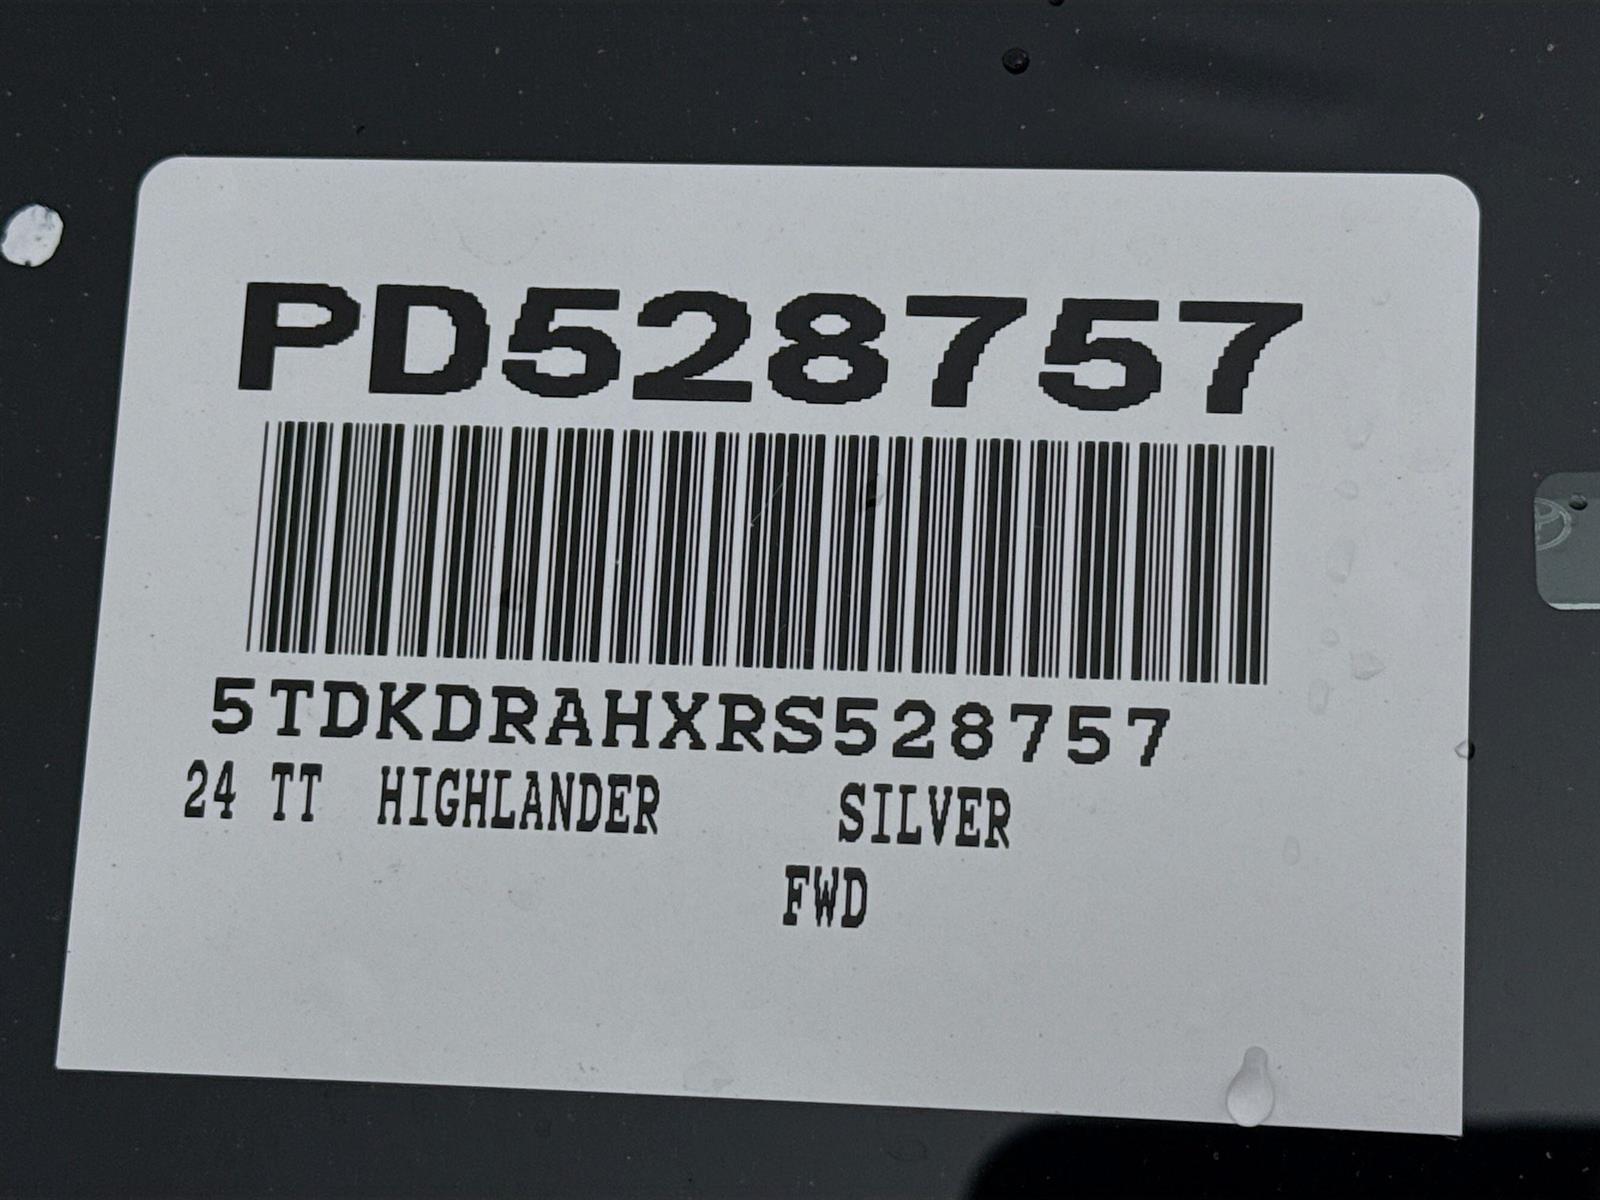 PD528757
5TDKDRAHXRS528757
24 TT HIGHLANDER SILVER
FWD